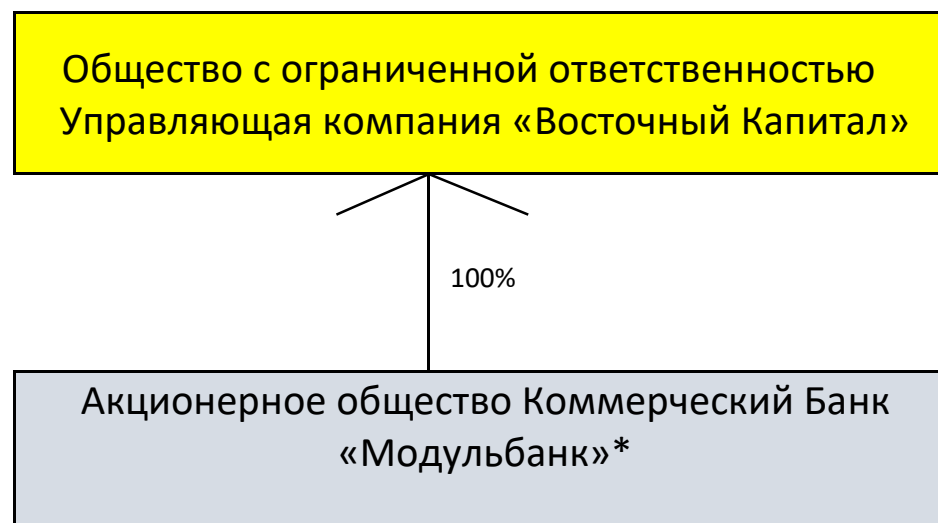 Общество с ограниченной ответственностью
Управляющая компания «Восточный Капитал»
100%
Акционерное общество Коммерческий Банк
«Модульбанк»*